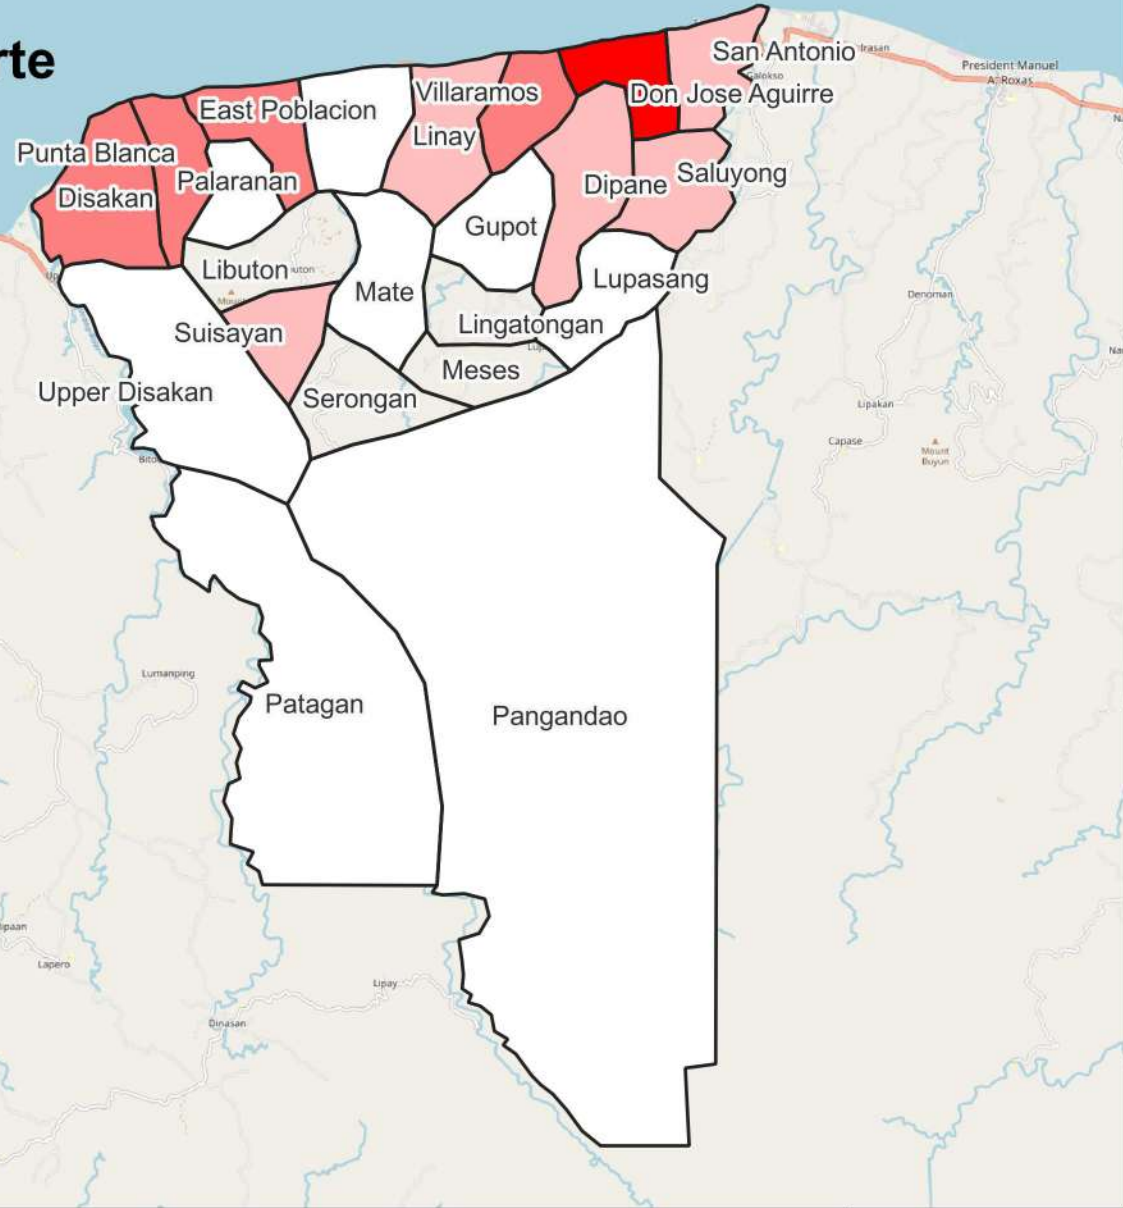 rte
San Antonio
Irasan
President Manuel
A. Roxas
Galokso
Villaramos
Don Jose Aguirre
East Poblacion
Linay
Punta Blanca
Palaranan
Dipane
Saluyong
Disakan
Gupot
Libuton
Lupasang
Mate
Denoman
Suisayan
Lingatongan
Meses
Upper Disakan
Serongan
Lipakan
Capase
Mount
Buyun
Lumanping
Patagan
Pangandao
ipaan
Lapero
Lipay
Dinasan